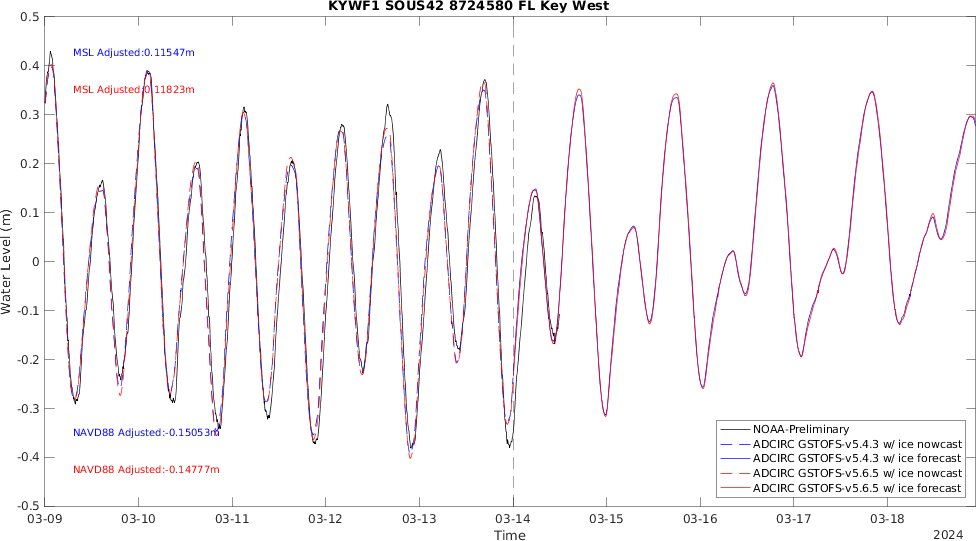 KYWF1 SOUS42 8724580 FL Key West
0.5
0.4
0.3
0.2
0.1
0
-0.1
-0.2
-0.3
-0.4
-0.5
Water Level (m)
MSL Adjusted:0.11547m
MSL Adjusted:0.11823m
NAVD88 Adjusted:-0.15053m
NAVD88 Adjusted:-0.14777m
NOAA-Preliminary
ADCIRC GSTOFS-v5.4.3 w/ ice nowcast
ADCIRC GSTOFS-v5.4.3 w/ ice forecast
ADCIRC GSTOFS-v5.6.5 w/ ice nowcast
ADCIRC GSTOFS-v5.6.5 w/ ice forecast
03-09 03-10 03-11 03-12 03-13 03-14 03-15 03-16 03-17 03-18
Time
2024